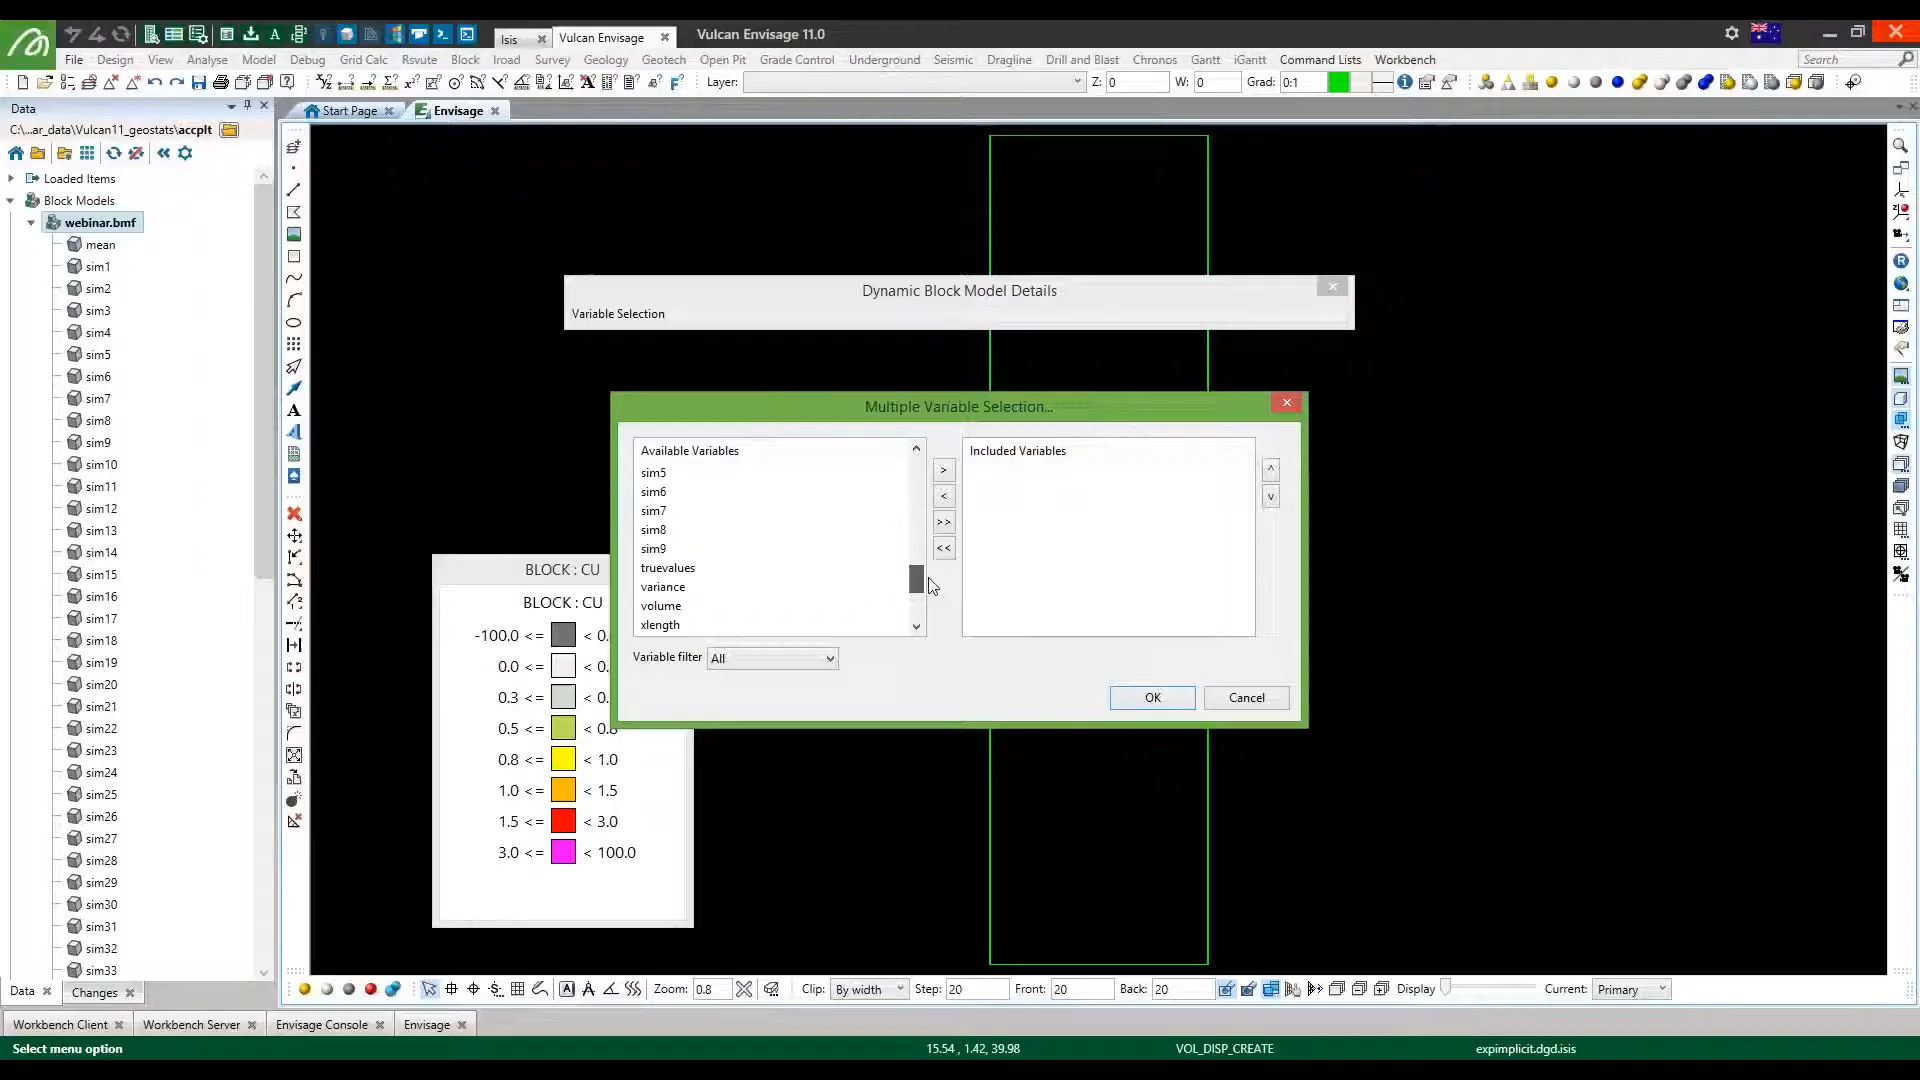 Isis
Vulcan Envisage
Vulcan Envisage 11.0
File Design View Analyse Model Debug Grid Calc Rsvute Block Iroad Survey Geology Geotech Open Pit Grade Control Underground Seismic Dragline Drill and Blast Chronos Gantt iGantt Command Lists Workbench Search
Layer: Z: 0 W: 0 Grad: 0:1
Data
Start Page Envisage
C:\...ar_data\Vulcan11_geostats\accplt
Loaded Items
Block Models
webinar.bmf
mean
sim1
sim2
sim3
sim4
sim5
sim6
sim7
sim8
sim9
sim10
sim11
sim12
sim13
sim14
sim15
sim16
sim17
sim18
sim19
sim20
sim21
sim22
sim23
sim24
sim25
sim26
sim27
sim28
sim29
sim30
sim31
sim32
sim33
Dynamic Block Model Details
Variable Selection
Multiple Variable Selection...
Available Variables
sim5
sim6
sim7
sim8
sim9
truevalues
variance
volume
xlength
>
<
>>
<<
Included Variables
^
v
Variable filter All
OK Cancel
BLOCK : CU
BLOCK : CU
-100.0 <= < 0.
0.0 <= < 0.
0.3 <= < 0.
0.5 <= < 0.8
0.8 <= < 1.0
1.0 <= < 1.5
1.5 <= < 3.0
3.0 <= < 100.0
Data Changes
Zoom: 0.8 Clip: By width Step: 20 Front: 20 Back: 20 Display Current: Primary
Workbench Client Workbench Server Envisage Console Envisage
Select menu option 15.54 , 1.42, 39.98 VOL_DISP_CREATE expimplicit.dgd.isis